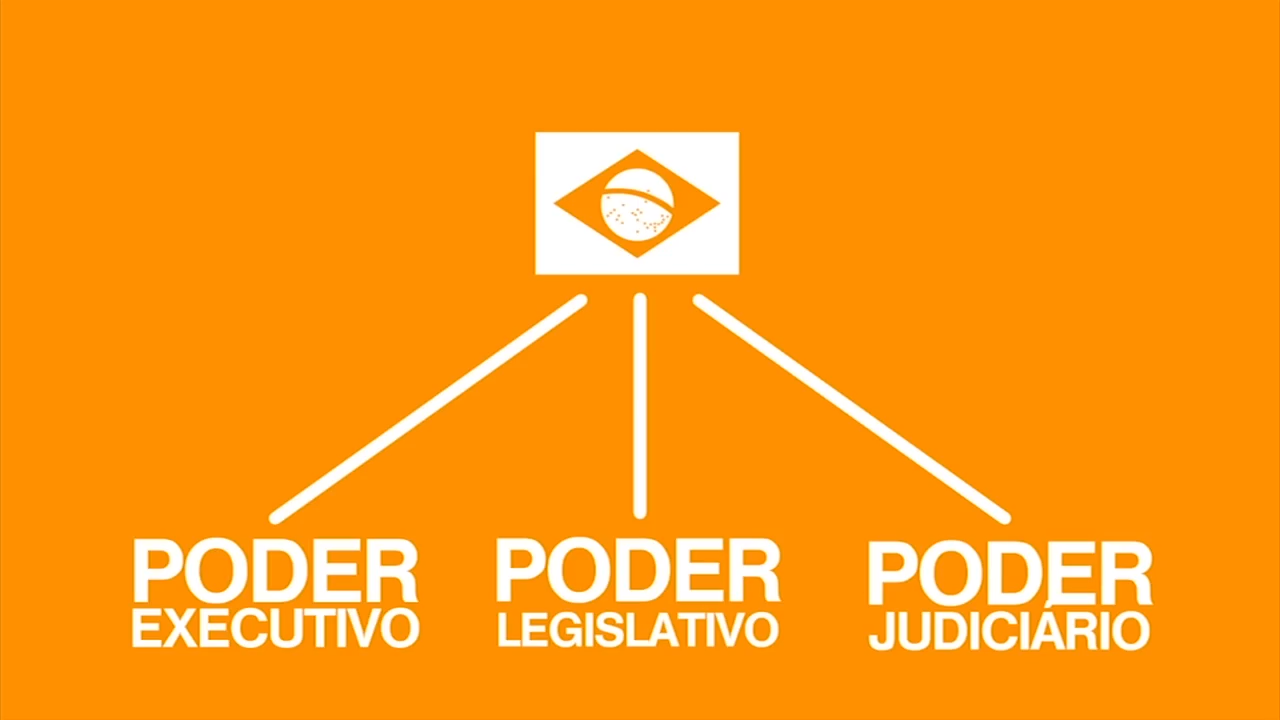 PODER
EXECUTIVO
PODER
LEGISLATIVO
PODER
JUDICIÁRIO